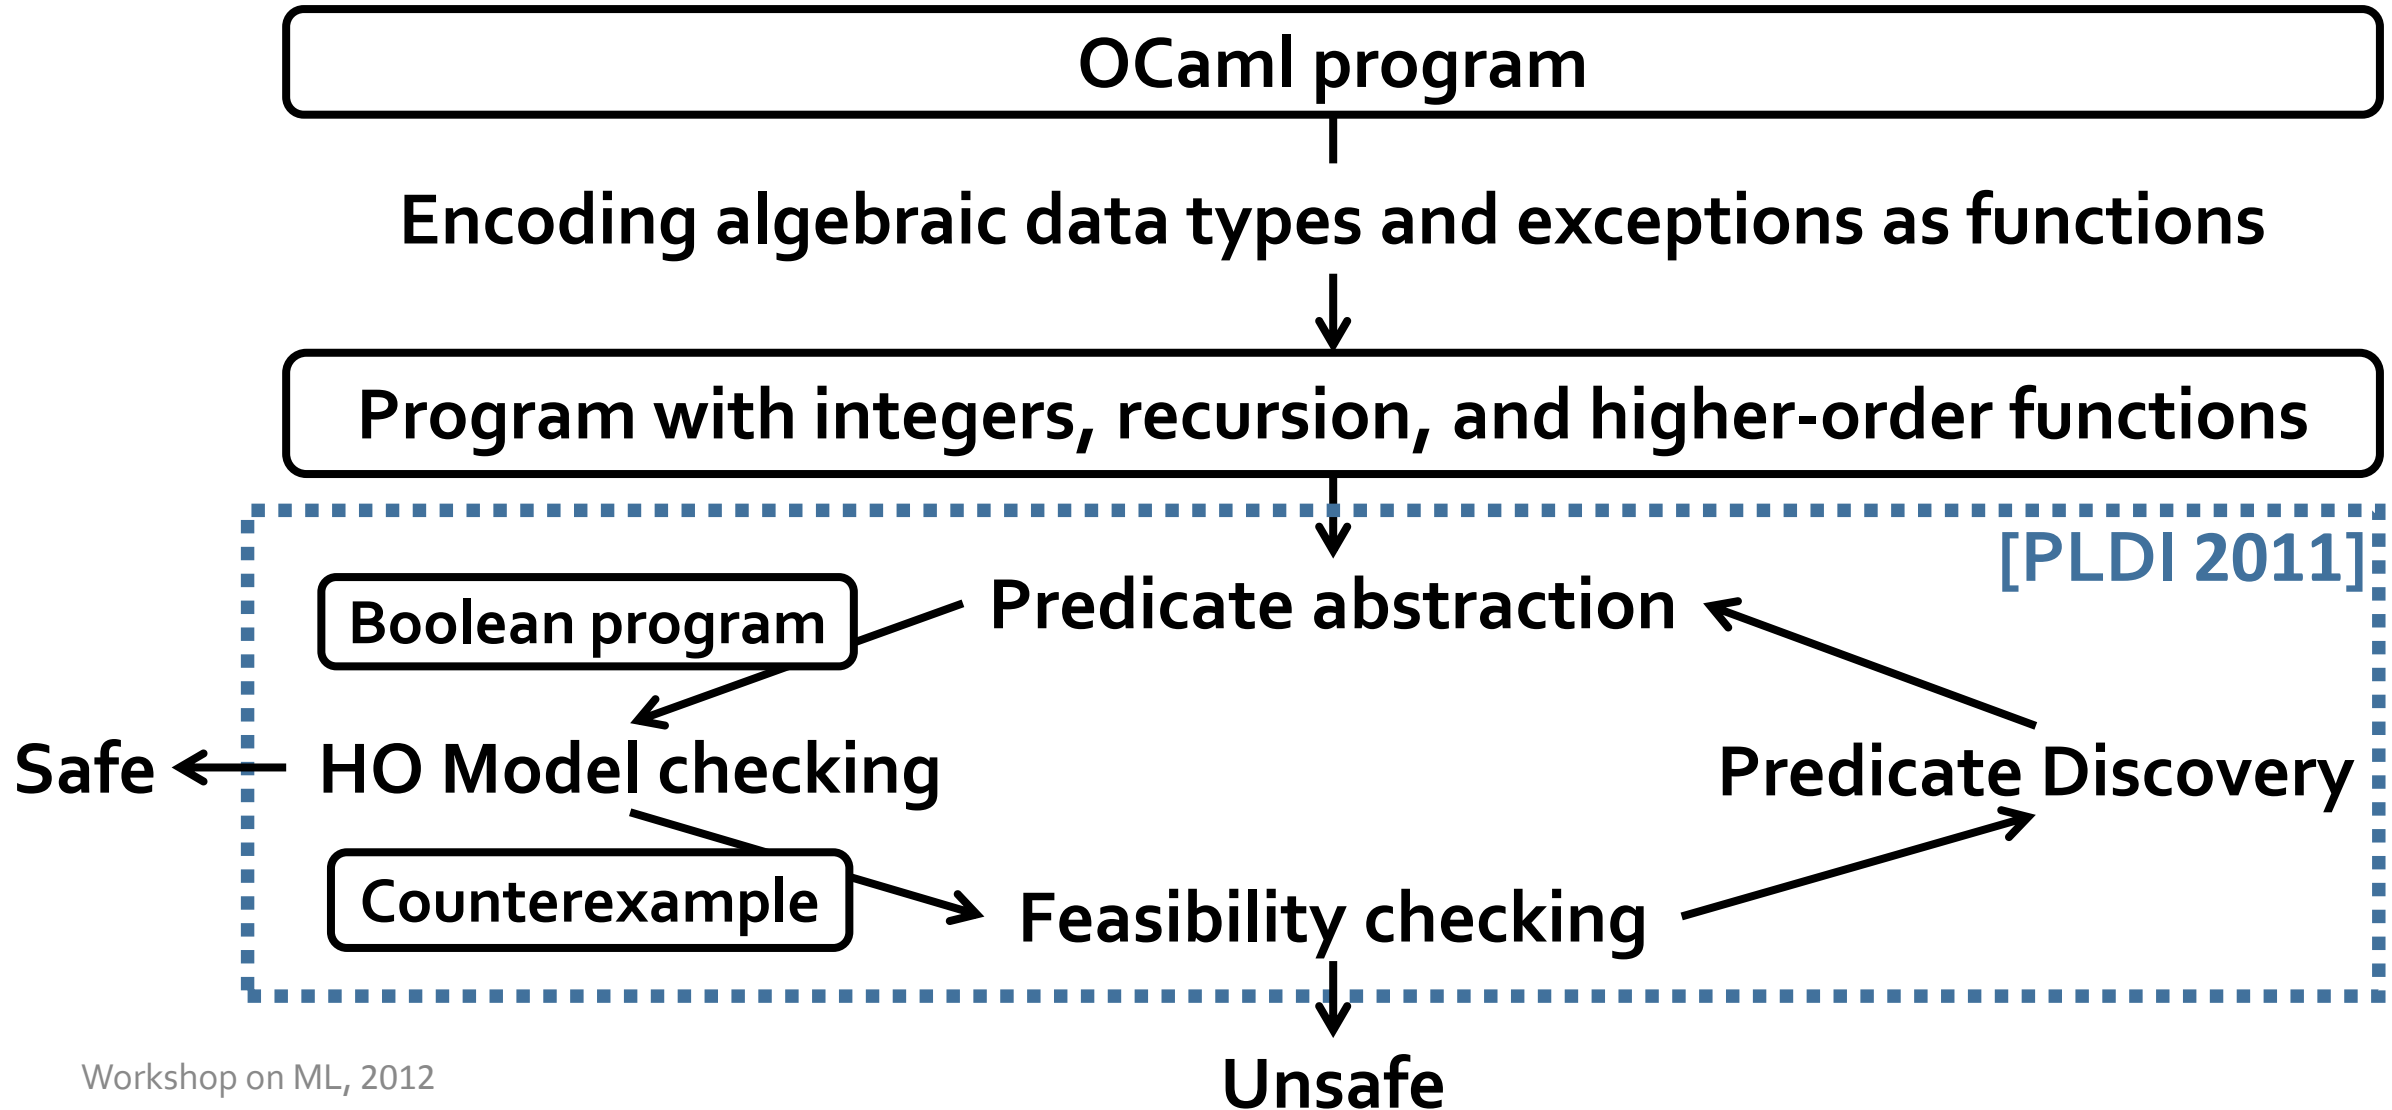 OCaml program
Encoding algebraic data types and exceptions as functions
Program with integers, recursion, and higher-order functions
[PLDI 2011]
Predicate abstraction
Boolean program
Safe
HO Model checking
Predicate Discovery
Counterexample
Feasibility checking
Unsafe
Workshop on ML, 2012